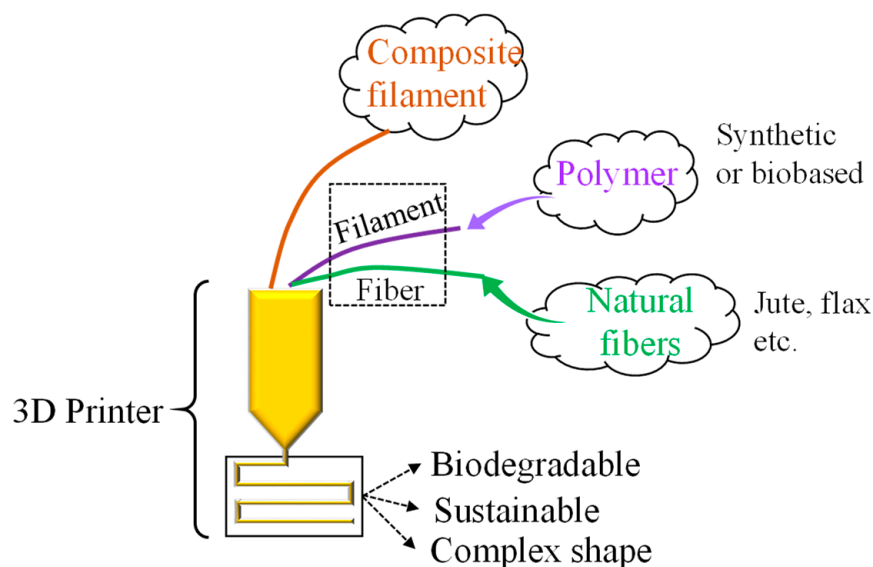 Composite
filament
Synthetic
or biobased
Polymer
Filament
Fiber
Natural
fibers
Jute, flax
etc.
3D Printer
Biodegradable
Sustainable
Complex shape